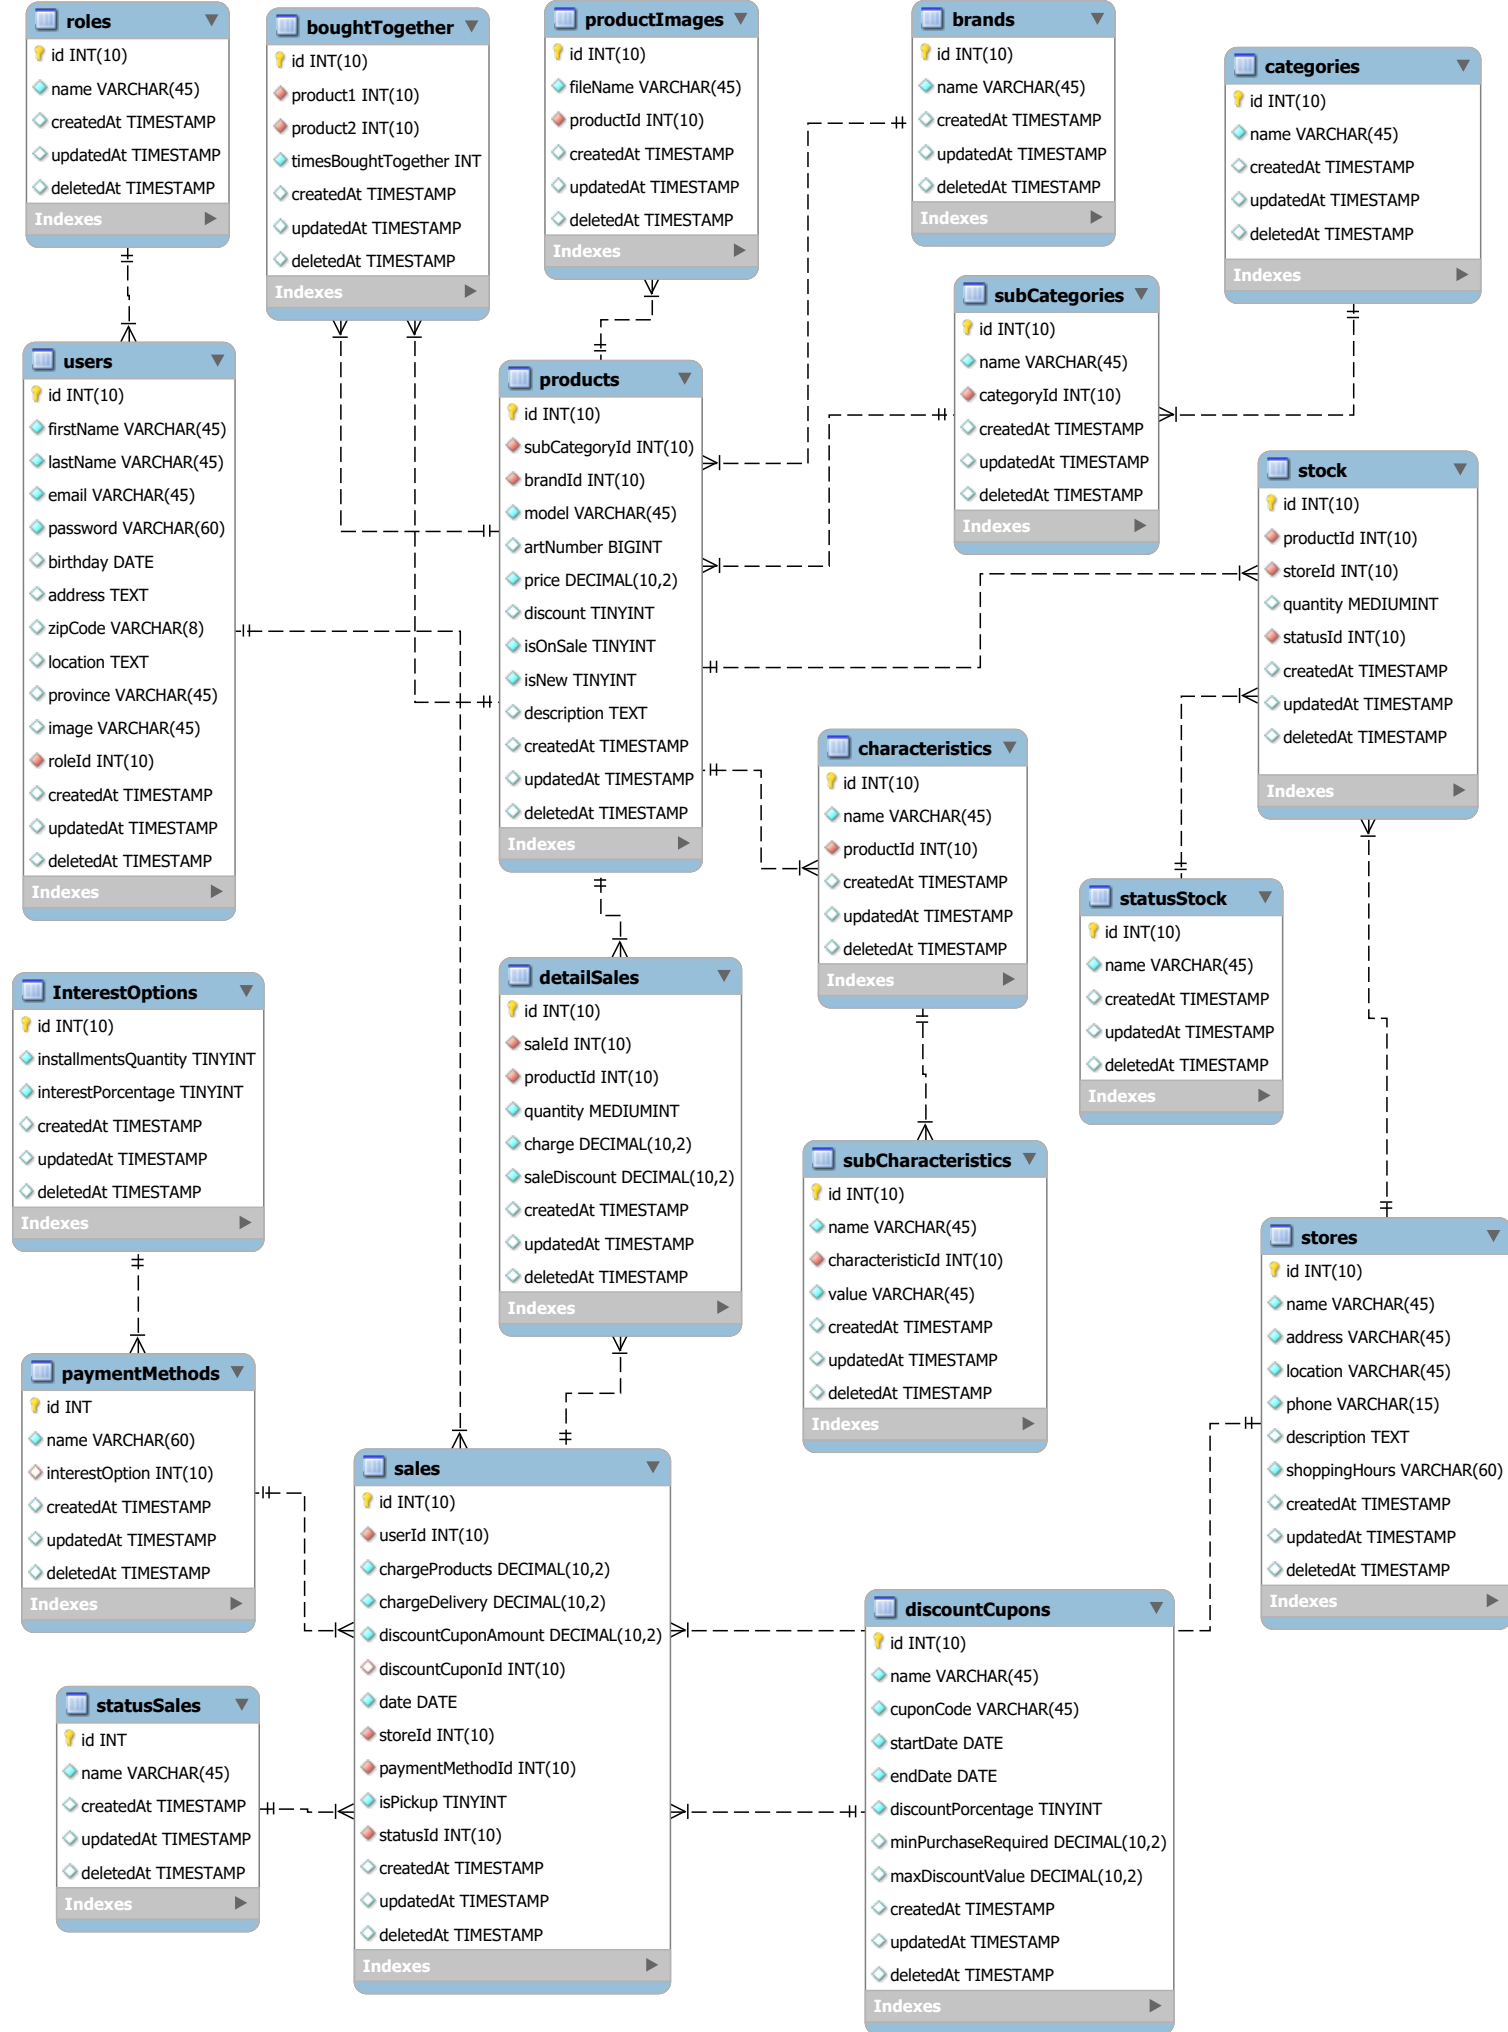 roles
id INT(10)
name VARCHAR(45)
createdAt TIMESTAMP
updatedAt TIMESTAMP
deletedAt TIMESTAMP
Indexes
boughtTogether
id INT(10)
product1 INT(10)
product2 INT(10)
timesBoughtTogether INT
createdAt TIMESTAMP
updatedAt TIMESTAMP
deletedAt TIMESTAMP
Indexes
productImages
id INT(10)
fileName VARCHAR(45)
productId INT(10)
createdAt TIMESTAMP
updatedAt TIMESTAMP
deletedAt TIMESTAMP
Indexes
brands
id INT(10)
name VARCHAR(45)
createdAt TIMESTAMP
updatedAt TIMESTAMP
deletedAt TIMESTAMP
Indexes
categories
id INT(10)
name VARCHAR(45)
createdAt TIMESTAMP
updatedAt TIMESTAMP
deletedAt TIMESTAMP
Indexes
subCategories
id INT(10)
name VARCHAR(45)
categoryId INT(10)
createdAt TIMESTAMP
updatedAt TIMESTAMP
deletedAt TIMESTAMP
Indexes
users
id INT(10)
firstName VARCHAR(45)
lastName VARCHAR(45)
email VARCHAR(45)
password VARCHAR(60)
birthday DATE
address TEXT
zipCode VARCHAR(8)
location TEXT
province VARCHAR(45)
image VARCHAR(45)
roleId INT(10)
createdAt TIMESTAMP
updatedAt TIMESTAMP
deletedAt TIMESTAMP
Indexes
products
id INT(10)
subCategoryId INT(10)
brandId INT(10)
model VARCHAR(45)
artNumber BIGINT
price DECIMAL(10,2)
discount TINYINT
isOnSale TINYINT
isNew TINYINT
description TEXT
createdAt TIMESTAMP
updatedAt TIMESTAMP
deletedAt TIMESTAMP
Indexes
stock
id INT(10)
productId INT(10)
storeId INT(10)
quantity MEDIUMINT
statusId INT(10)
createdAt TIMESTAMP
updatedAt TIMESTAMP
deletedAt TIMESTAMP
Indexes
characteristics
id INT(10)
name VARCHAR(45)
productId INT(10)
createdAt TIMESTAMP
updatedAt TIMESTAMP
deletedAt TIMESTAMP
Indexes
statusStock
id INT(10)
name VARCHAR(45)
createdAt TIMESTAMP
updatedAt TIMESTAMP
deletedAt TIMESTAMP
Indexes
InterestOptions
id INT(10)
installmentsQuantity TINYINT
interestPorcentage TINYINT
createdAt TIMESTAMP
updatedAt TIMESTAMP
deletedAt TIMESTAMP
Indexes
detailSales
id INT(10)
saleId INT(10)
productId INT(10)
quantity MEDIUMINT
charge DECIMAL(10,2)
saleDiscount DECIMAL(10,2)
createdAt TIMESTAMP
updatedAt TIMESTAMP
deletedAt TIMESTAMP
Indexes
subCharacteristics
id INT(10)
name VARCHAR(45)
characteristicId INT(10)
value VARCHAR(45)
createdAt TIMESTAMP
updatedAt TIMESTAMP
deletedAt TIMESTAMP
Indexes
stores
id INT(10)
name VARCHAR(45)
address VARCHAR(45)
location VARCHAR(45)
phone VARCHAR(15)
description TEXT
shoppingHours VARCHAR(60)
createdAt TIMESTAMP
updatedAt TIMESTAMP
deletedAt TIMESTAMP
Indexes
paymentMethods
id INT
name VARCHAR(60)
interestOption INT(10)
createdAt TIMESTAMP
updatedAt TIMESTAMP
deletedAt TIMESTAMP
Indexes
sales
id INT(10)
userId INT(10)
chargeProducts DECIMAL(10,2)
chargeDelivery DECIMAL(10,2)
discountCuponAmount DECIMAL(10,2)
discountCuponId INT(10)
date DATE
storeId INT(10)
paymentMethodId INT(10)
isPickup TINYINT
statusId INT(10)
createdAt TIMESTAMP
updatedAt TIMESTAMP
deletedAt TIMESTAMP
Indexes
discountCupons
id INT(10)
name VARCHAR(45)
cuponCode VARCHAR(45)
startDate DATE
endDate DATE
discountPorcentage TINYINT
minPurchaseRequired DECIMAL(10,2)
maxDiscountValue DECIMAL(10,2)
createdAt TIMESTAMP
updatedAt TIMESTAMP
deletedAt TIMESTAMP
Indexes
statusSales
id INT
name VARCHAR(45)
createdAt TIMESTAMP
updatedAt TIMESTAMP
deletedAt TIMESTAMP
Indexes